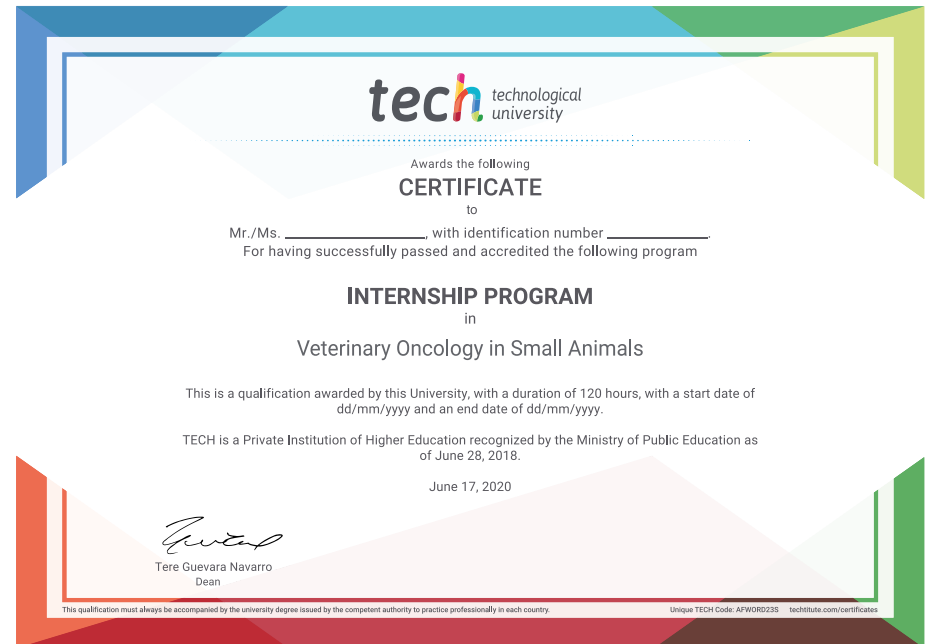 tech technological
university
Awards the following
CERTIFICATE
to
Mr./Ms. ____________________, with identification number ______________.
For having successfully passed and accredited the following program
INTERNSHIP PROGRAM
in
Veterinary Oncology in Small Animals
This is a qualification awarded by this University, with a duration of 120 hours, with a start date of
dd/mm/yyyy and an end date of dd/mm/yyyy.
TECH is a Private Institution of Higher Education recognized by the Ministry of Public Education as
of June 28, 2018.
June 17, 2020
Tere Guevara Navarro
Dean
This qualification must always be accompanied by the university degree issued by the competent authority to practice professionally in each country.
Unique TECH Code: AFWORD23S techtitute.com/certificates